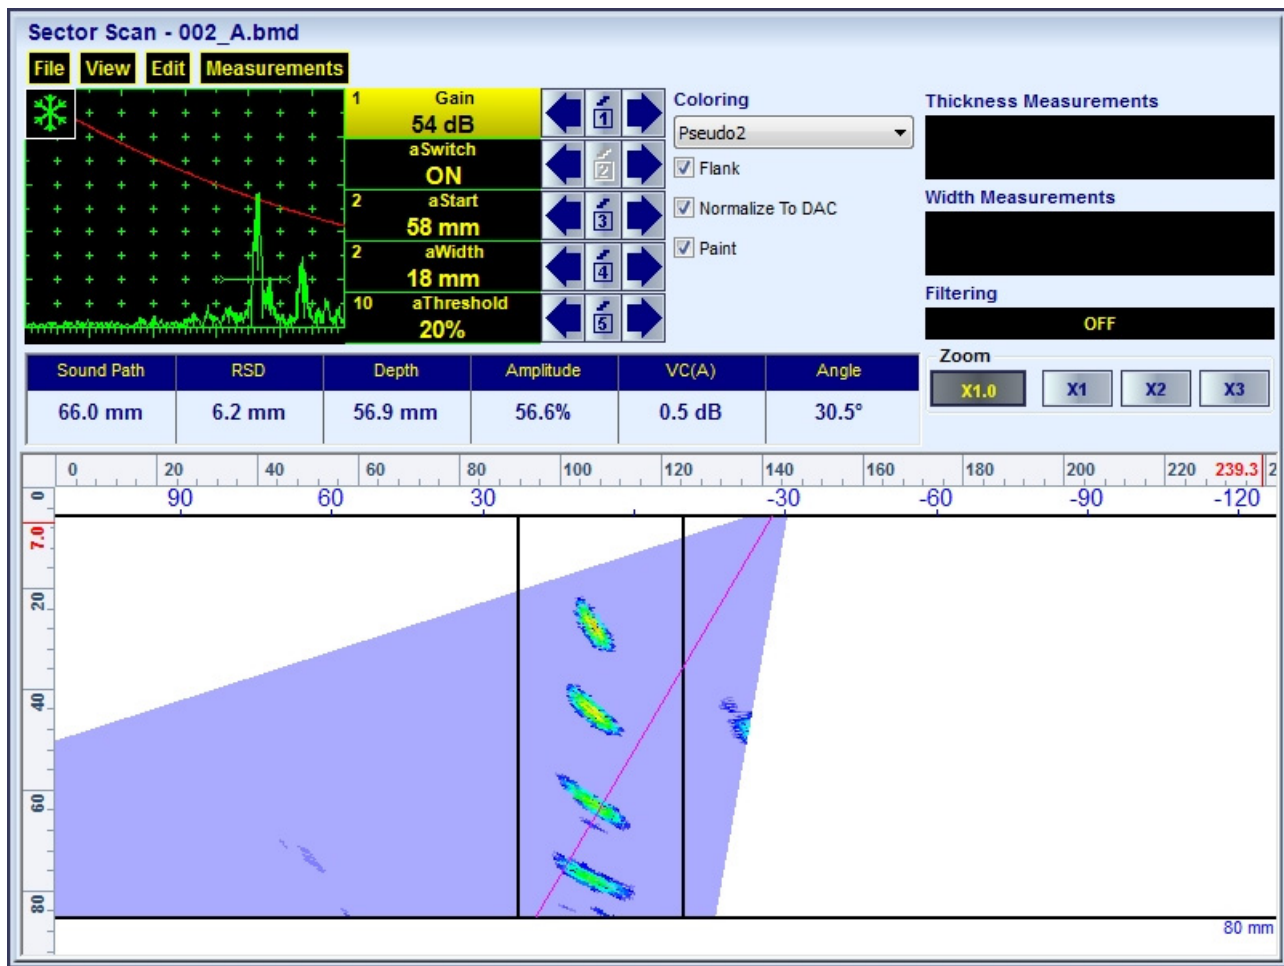 Sector Scan - 002_A.bmd
File View Edit Measurements
1 Gain
54 dB
1
aSwitch
ON
2
2 aStart
58 mm
3
2 aWidth
18 mm
4
10 aThreshold
20%
5
Coloring
Pseudo2
Flank
Normalize To DAC
Paint
Thickness Measurements
Width Measurements
Filtering
OFF
Zoom
X1.0 X1 X2 X3
Sound Path RSD Depth Amplitude VC(A) Angle
66.0 mm 6.2 mm 56.9 mm 56.6% 0.5 dB 30.5°
0 20 40 60 80 100 120 140 160 180 200 220 239.3 2
90 60 30 -30 -60 -90 -120
0
7.0
20
40
60
80
80 mm